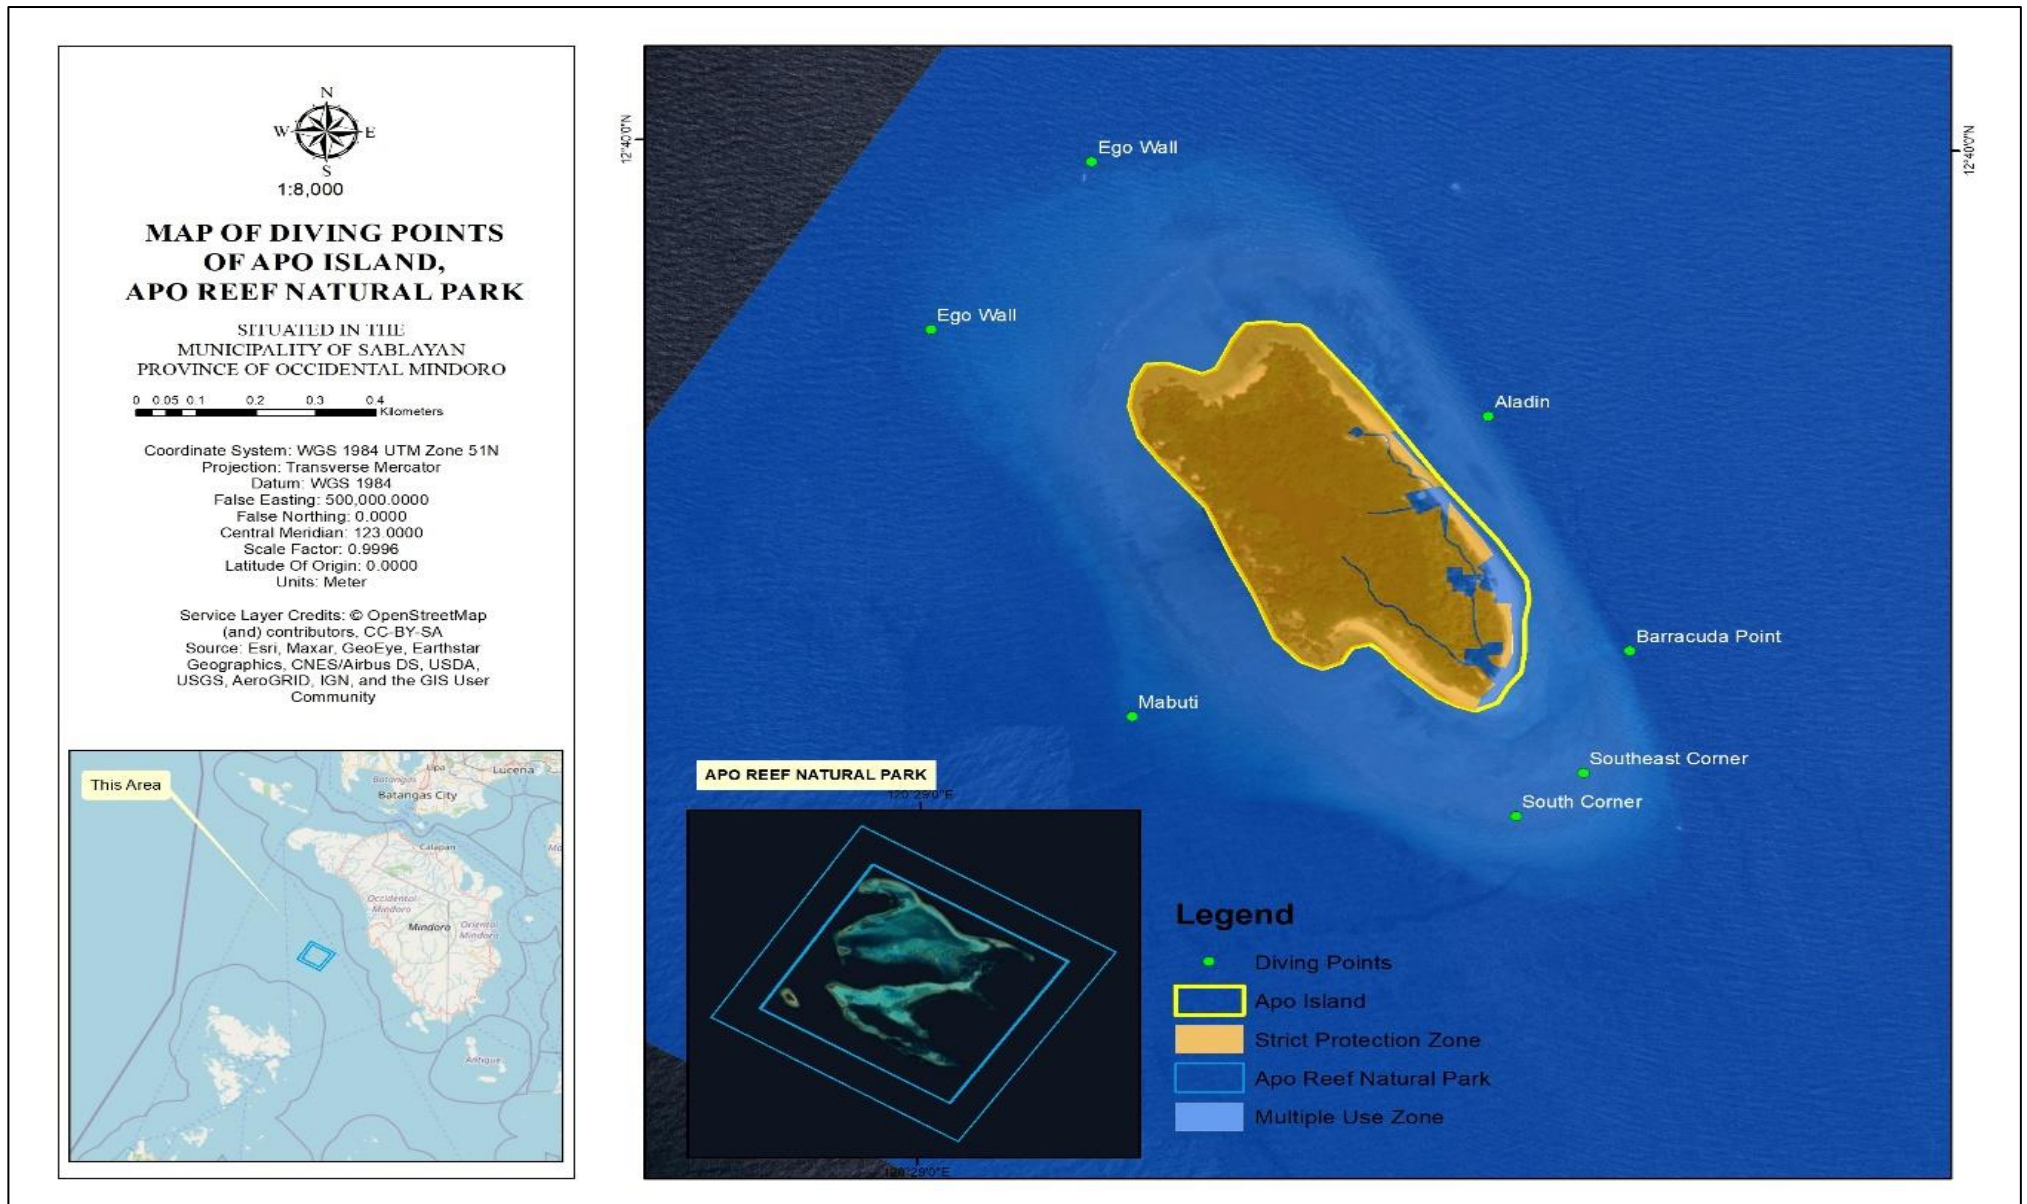 N
W E
S
1:8,000
MAP OF DIVING POINTS
OF APO ISLAND,
APO REEF NATURAL PARK
SITUATED IN THE
MUNICIPALITY OF SABLAYAN
PROVINCE OF OCCIDENTAL MINDORO
0 0.05 0.1 0.2 0.3 0.4
Kilometers
Coordinate System: WGS 1984 UTM Zone 51N
Projection: Transverse Mercator
Datum: WGS 1984
False Easting: 500,000.0000
False Northing: 0.0000
Central Meridian: 123.0000
Scale Factor: 0.9996
Latitude Of Origin: 0.0000
Units: Meter
Service Layer Credits: © OpenStreetMap
(and) contributors, CC-BY-SA
Source: Esri, Maxar, GeoEye, Earthstar
Geographics, CNES/Airbus DS, USDA,
USGS, AeroGRID, IGN, and the GIS User
Community
This Area
Lipa
Lucena
Batangas
Batangas City
Calapan
Occidental
Mindoro
Mindoro
Oriental
Mindoro
Antique
12°40'0"N
12°40'0"N
Ego Wall
Ego Wall
Aladin
Barracuda Point
Mabuti
Southeast Corner
South Corner
APO REEF NATURAL PARK
120°29'0"E
120°29'0"E
Legend
Diving Points
Apo Island
Strict Protection Zone
Apo Reef Natural Park
Multiple Use Zone